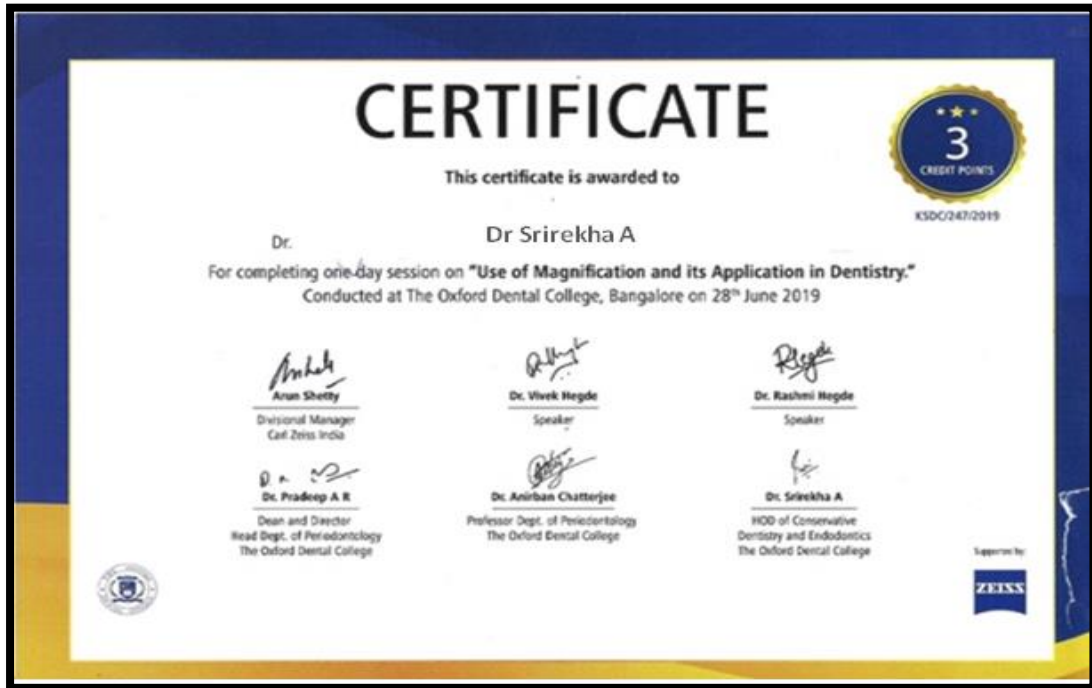 CERTIFICATE
3
CREDIT POINTS
KSDC/247/2019
This certificate is awarded to
Dr. Dr Srirekha A
For completing one-day session on "Use of Magnification and its Application in Dentistry."
Conducted at The Oxford Dental College, Bangalore on 28th June 2019
Arun Shetty
Divisional Manager
Carl Zeiss India
Dr. Vivek Hegde
Speaker
Dr. Rashmi Hegde
Speaker
Dr. Pradeep A R
Dean and Director
Head Dept. of Periodontology
The Oxford Dental College
Dr. Anirban Chatterjee
Professor Dept. of Periodontology
The Oxford Dental College
Dr. Srirekha A
HOD of Conservative
Dentistry and Endodontics
The Oxford Dental College
Supported by:
ZEISS